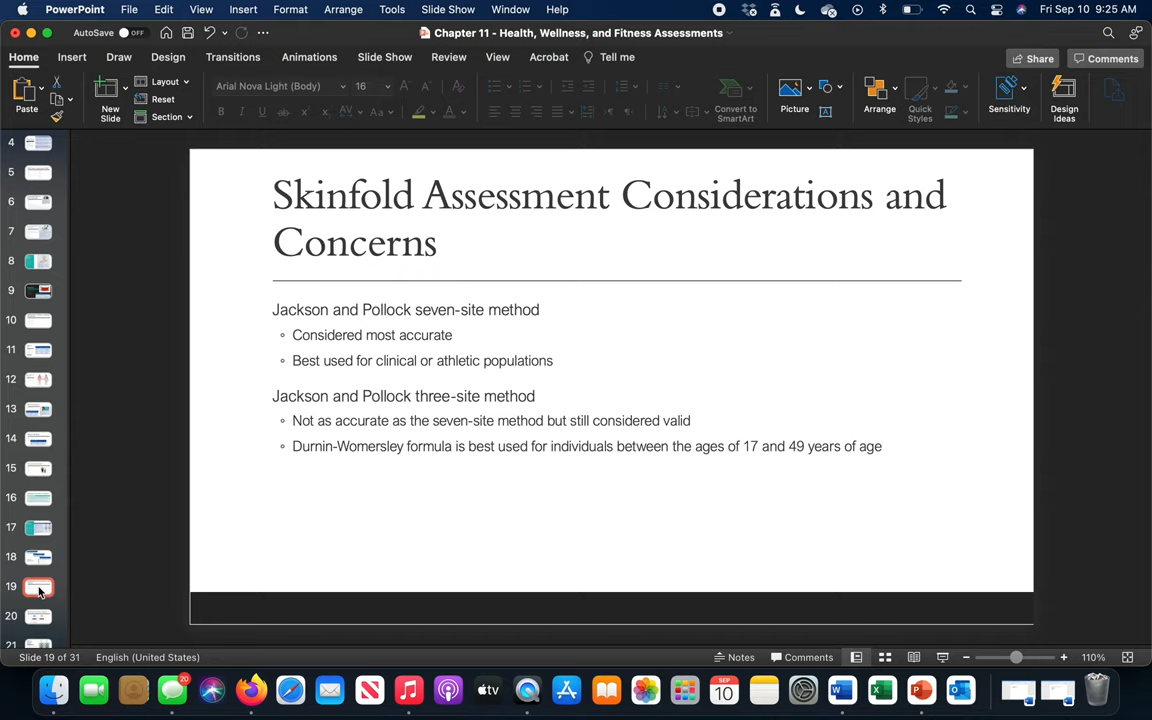 PowerPoint File Edit View Insert Format Arrange Tools Slide Show Window Help Fri Sep 10 9:25 AM
AutoSave OFF Chapter 11 - Health, Wellness, and Fitness Assessments
Home Insert Draw Design Transitions Animations Slide Show Review View Acrobat Tell me Share Comments
Paste New Slide Layout Reset Section Arial Nova Light (Body) 16 Convert to SmartArt Picture Arrange Quick Styles Sensitivity Design Ideas
4
5
6
7
8
9
10
11
12
13
14
15
16
17
18
19
20
21
Skinfold Assessment Considerations and
Concerns
Jackson and Pollock seven-site method
◦ Considered most accurate
◦ Best used for clinical or athletic populations
Jackson and Pollock three-site method
◦ Not as accurate as the seven-site method but still considered valid
◦ Durnin-Womersley formula is best used for individuals between the ages of 17 and 49 years of age
Slide 19 of 31 English (United States) Notes Comments 110%
20 tv SEP 10